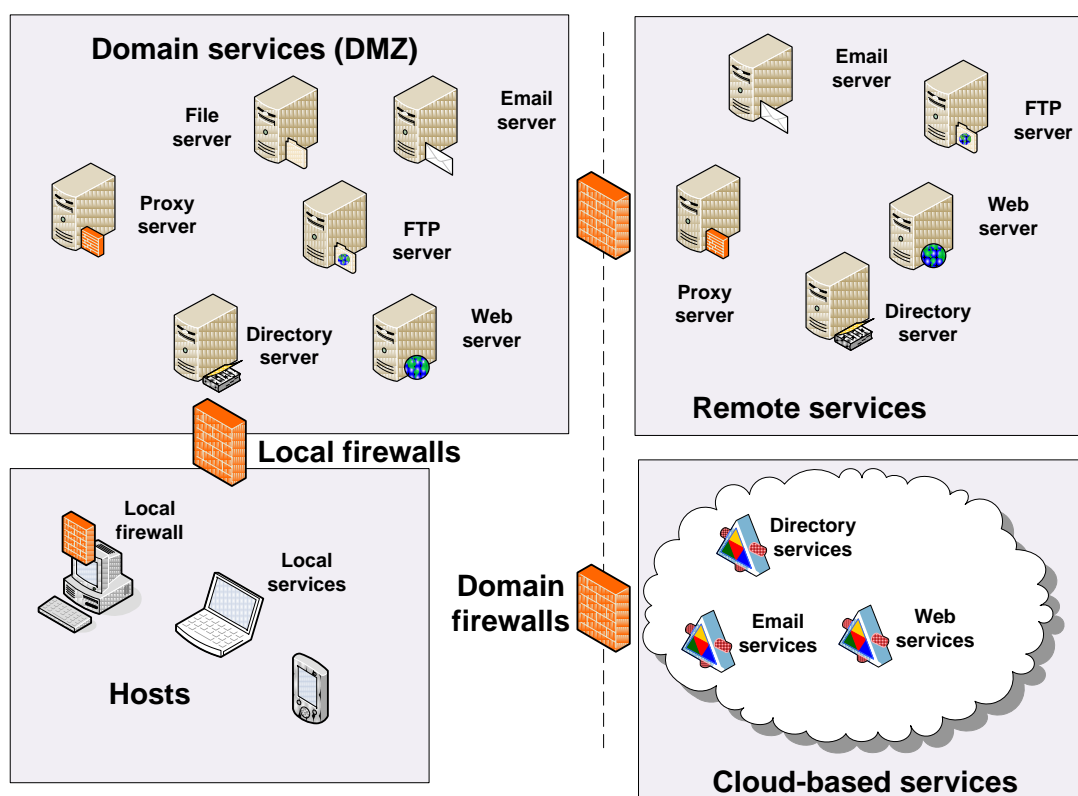 Domain services (DMZ)
File
server
Email
server
Proxy
server
FTP
server
Directory
server
Web
server
Local firewalls
Local
firewall
Local
services
Hosts
Domain
firewalls
Email
server
FTP
server
Web
server
Proxy
server
Directory
server
Remote services
Directory
services
Email
services
Web
services
Cloud-based services